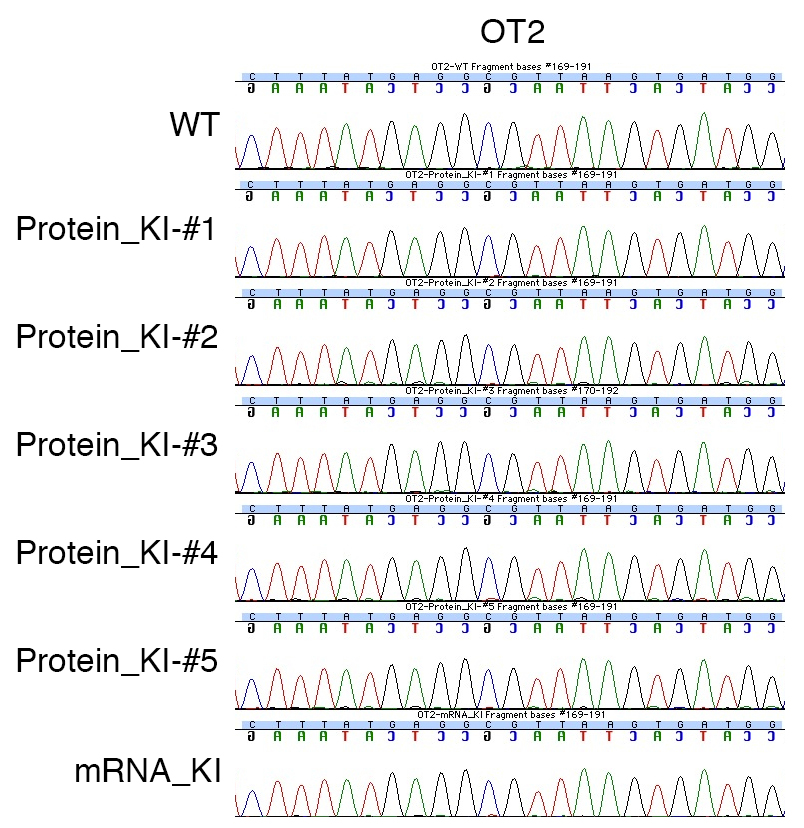 OT2
OT2-WT Fragment bases #169-191
C T T T A T G A G G C G T T A A G T G A T G G
G A A A T A C T C C G C A A T T C A C T A C C
WT
OT2-Protein_KI-#1 Fragment bases #169-191
C T T T A T G A G G C G T T A A G T G A T G G
G A A A T A C T C C G C A A T T C A C T A C C
Protein_KI-#1
OT2-Protein_KI-#2 Fragment bases #169-191
C T T T A T G A G G C G T T A A G T G A T G G
G A A A T A C T C C G C A A T T C A C T A C C
Protein_KI-#2
OT2-Protein_KI-#3 Fragment bases #170-192
C T T T A T G A G G C G T T A A G T G A T G G
G A A A T A C T C C G C A A T T C A C T A C C
Protein_KI-#3
OT2-Protein_KI-#4 Fragment bases #169-191
C T T T A T G A G G C G T T A A G T G A T G G
G A A A T A C T C C G C A A T T C A C T A C C
Protein_KI-#4
OT2-Protein_KI-#5 Fragment bases #169-191
C T T T A T G A G G C G T T A A G T G A T G G
G A A A T A C T C C G C A A T T C A C T A C C
Protein_KI-#5
OT2-mRNA_KI Fragment bases #169-191
C T T T A T G A G G C G T T A A G T G A T G G
G A A A T A C T C C G C A A T T C A C T A C C
mRNA_KI